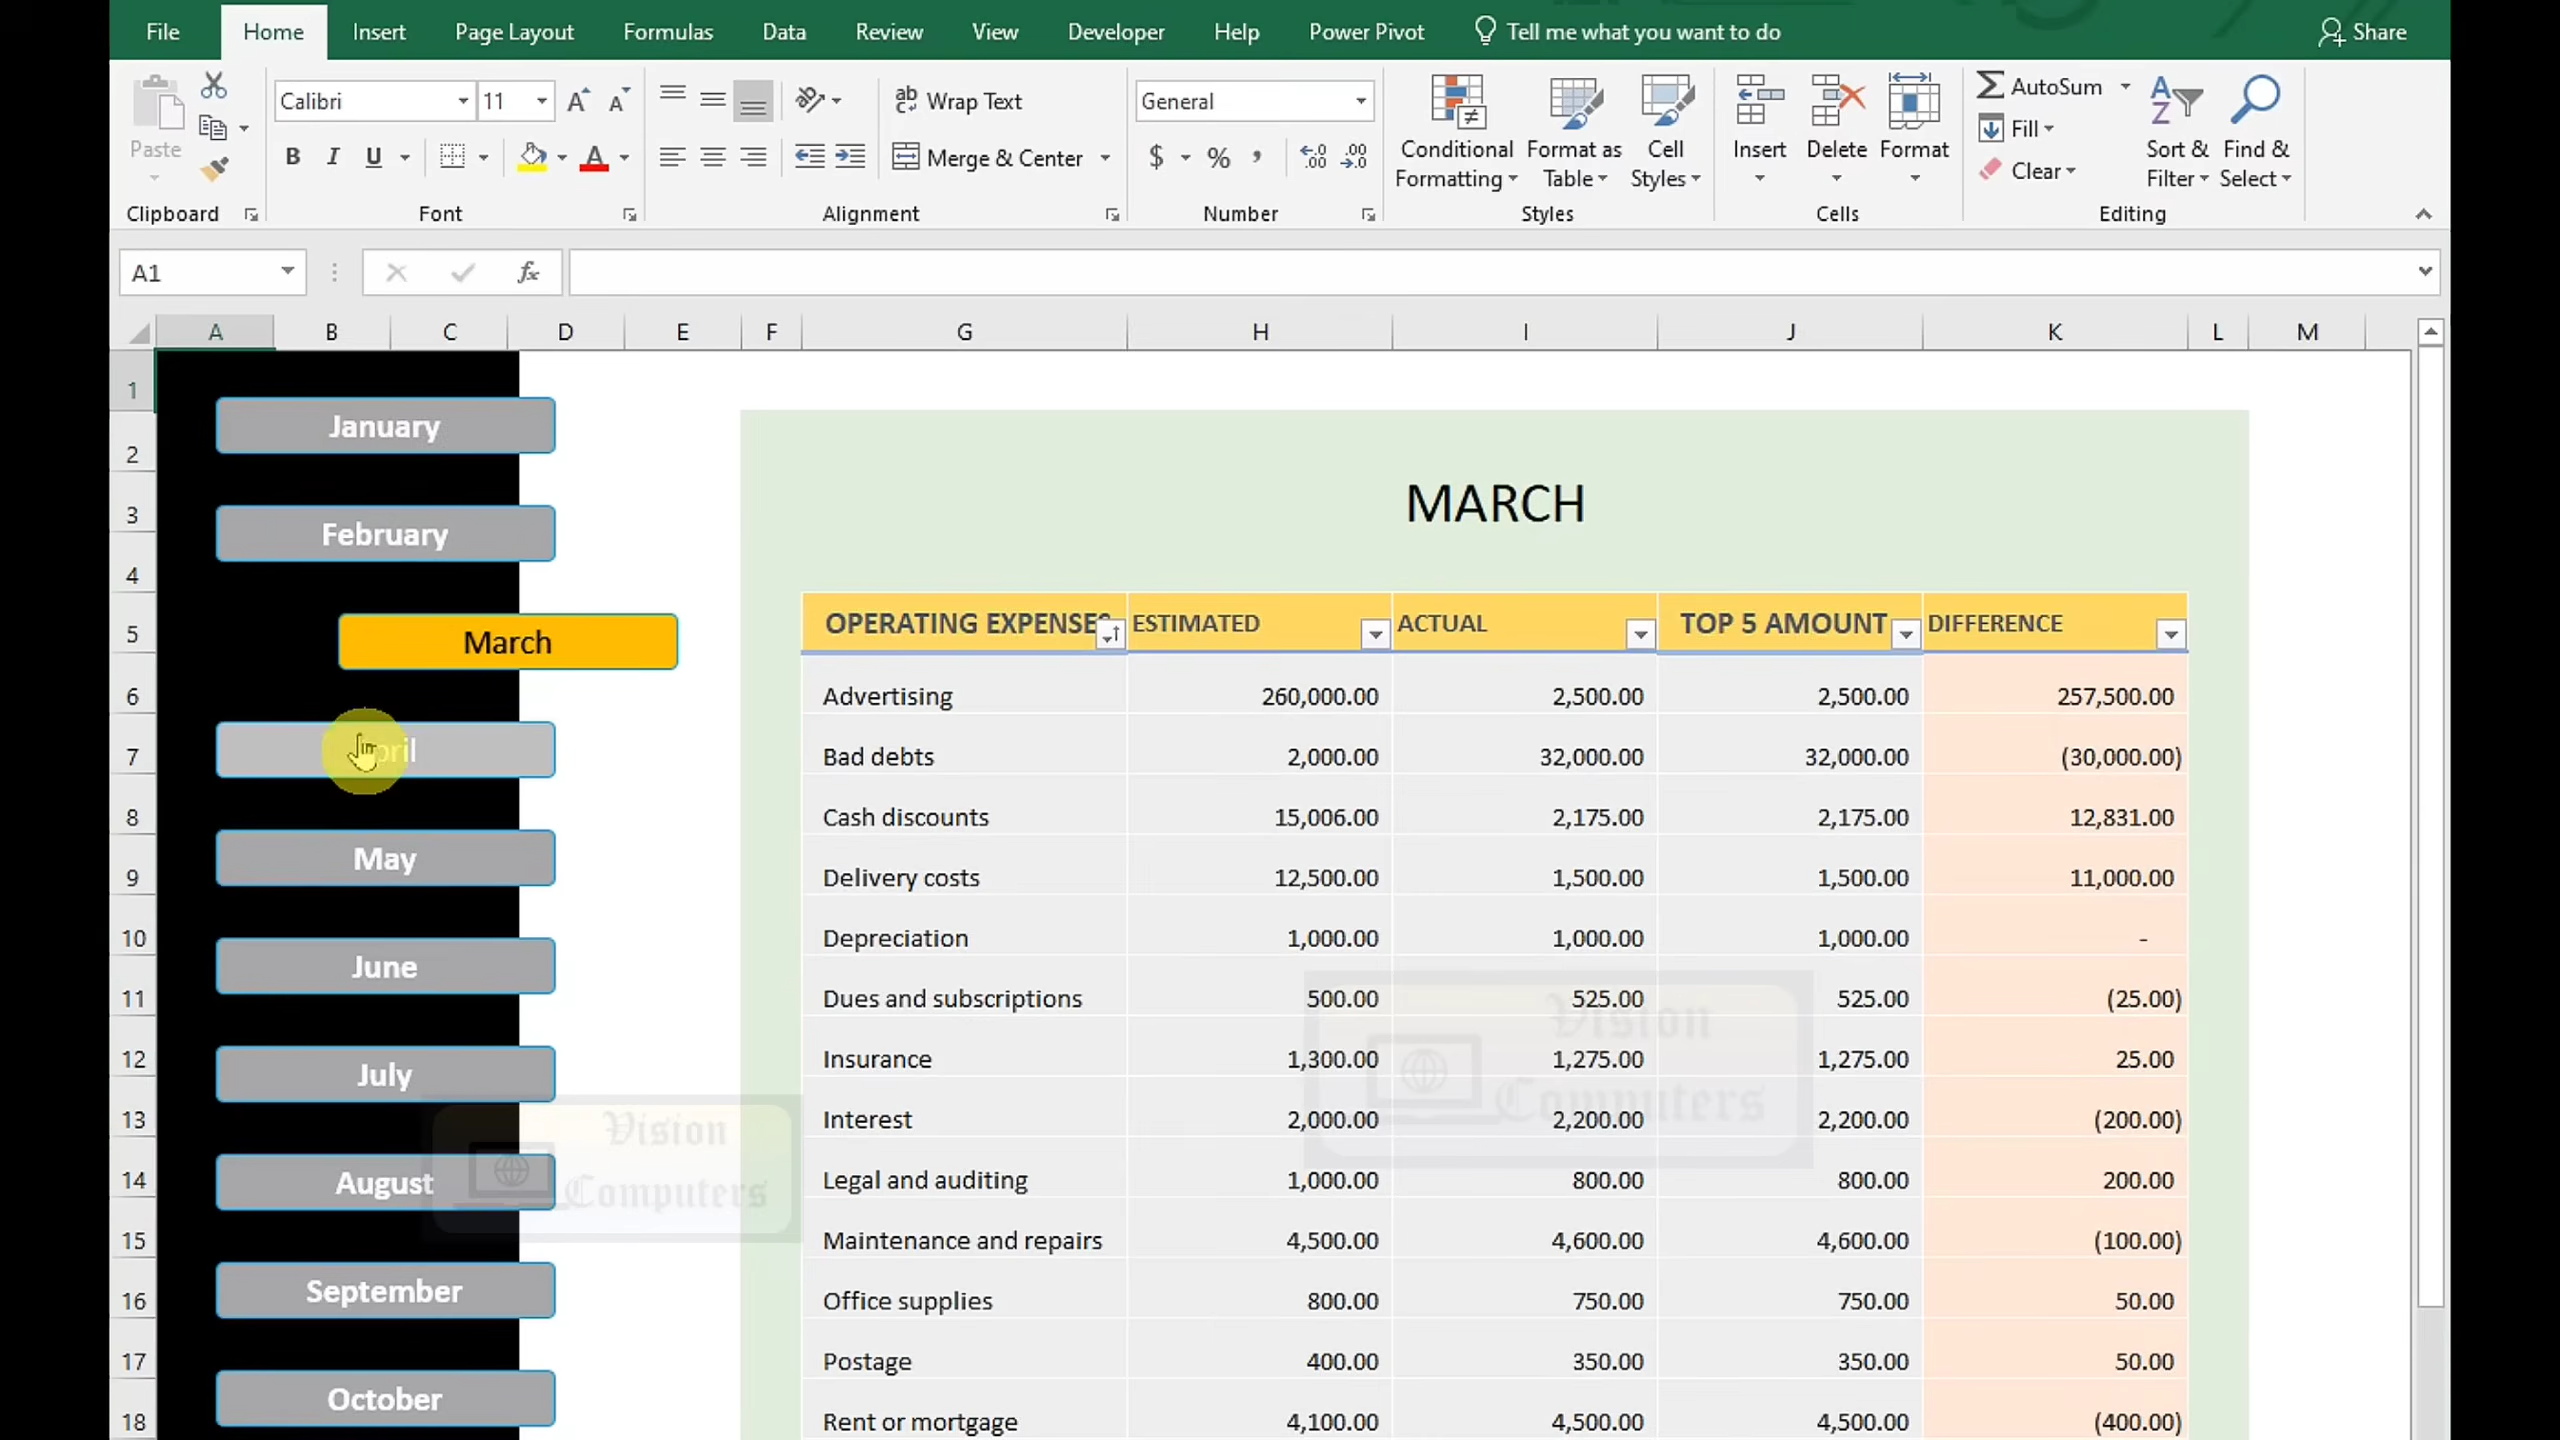 File Home Insert Page Layout Formulas Data Review View Developer Help Power Pivot Tell me what you want to do Share
Calibri 11 Wrap Text General AutoSum
Paste B I U Merge & Center $ % , Conditional Formatting Format as Table Cell Styles Insert Delete Format Fill Clear Sort & Filter Find & Select
Clipboard Font Alignment Number Styles Cells Editing
A1 fx
A B C D E F G H I J K L M
1
January
2
MARCH
3
February
4
OPERATING EXPENSES ESTIMATED ACTUAL TOP 5 AMOUNT DIFFERENCE
5
March
6 Advertising 260,000.00 2,500.00 2,500.00 257,500.00
7 Bad debts 2,000.00 32,000.00 32,000.00 (30,000.00)
8 Cash discounts 15,006.00 2,175.00 2,175.00 12,831.00
May
9 Delivery costs 12,500.00 1,500.00 1,500.00 11,000.00
10 Depreciation 1,000.00 1,000.00 1,000.00 -
June
11 Dues and subscriptions 500.00 525.00 525.00 (25.00)
12 Insurance 1,300.00 1,275.00 1,275.00 25.00
July
13 Interest 2,000.00 2,200.00 2,200.00 (200.00)
14 August Legal and auditing 1,000.00 800.00 800.00 200.00
15 Maintenance and repairs 4,500.00 4,600.00 4,600.00 (100.00)
16 September Office supplies 800.00 750.00 750.00 50.00
17 Postage 400.00 350.00 350.00 50.00
October
18 Rent or mortgage 4,100.00 4,500.00 4,500.00 (400.00)
Vision
Computers
Vision
Computers